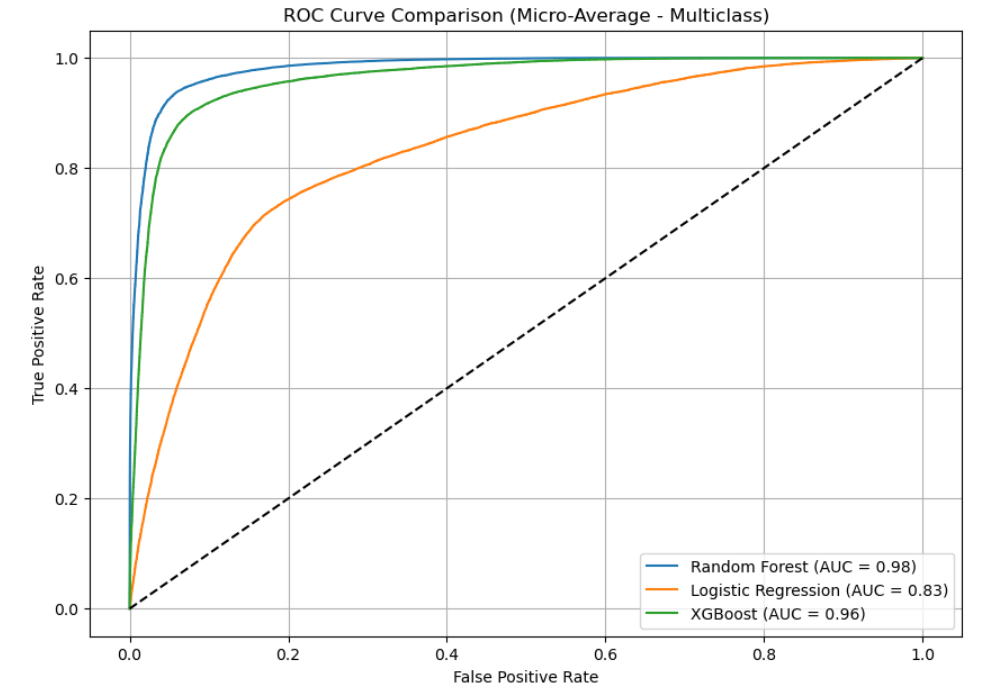 ROC Curve Comparison (Micro-Average - Multiclass)
1.0
0.8
0.6
0.4
0.2
0.0
True Positive Rate
0.0 0.2 0.4 0.6 0.8 1.0
False Positive Rate
Random Forest (AUC = 0.98)
Logistic Regression (AUC = 0.83)
XGBoost (AUC = 0.96)